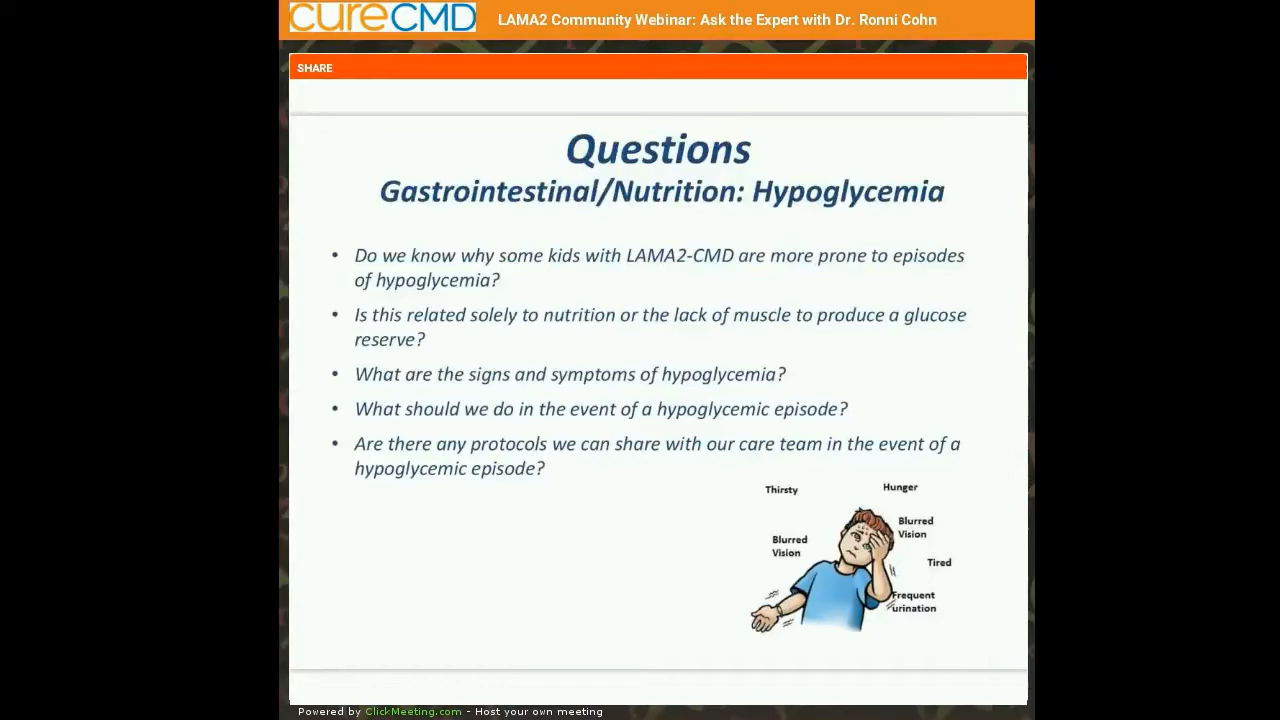 cureCMD LAMA2 Community Webinar: Ask the Expert with Dr. Ronni Cohn
SHARE
Questions
Gastrointestinal/Nutrition: Hypoglycemia
• Do we know why some kids with LAMA2-CMD are more prone to episodes
of hypoglycemia?
• Is this related solely to nutrition or the lack of muscle to produce a glucose
reserve?
• What are the signs and symptoms of hypoglycemia?
• What should we do in the event of a hypoglycemic episode?
• Are there any protocols we can share with our care team in the event of a
hypoglycemic episode?
Thirsty
Hunger
Blurred
Vision
Blurred
Vision
Tired
Frequent
urination
Powered by ClickMeeting.com - Host your own meeting